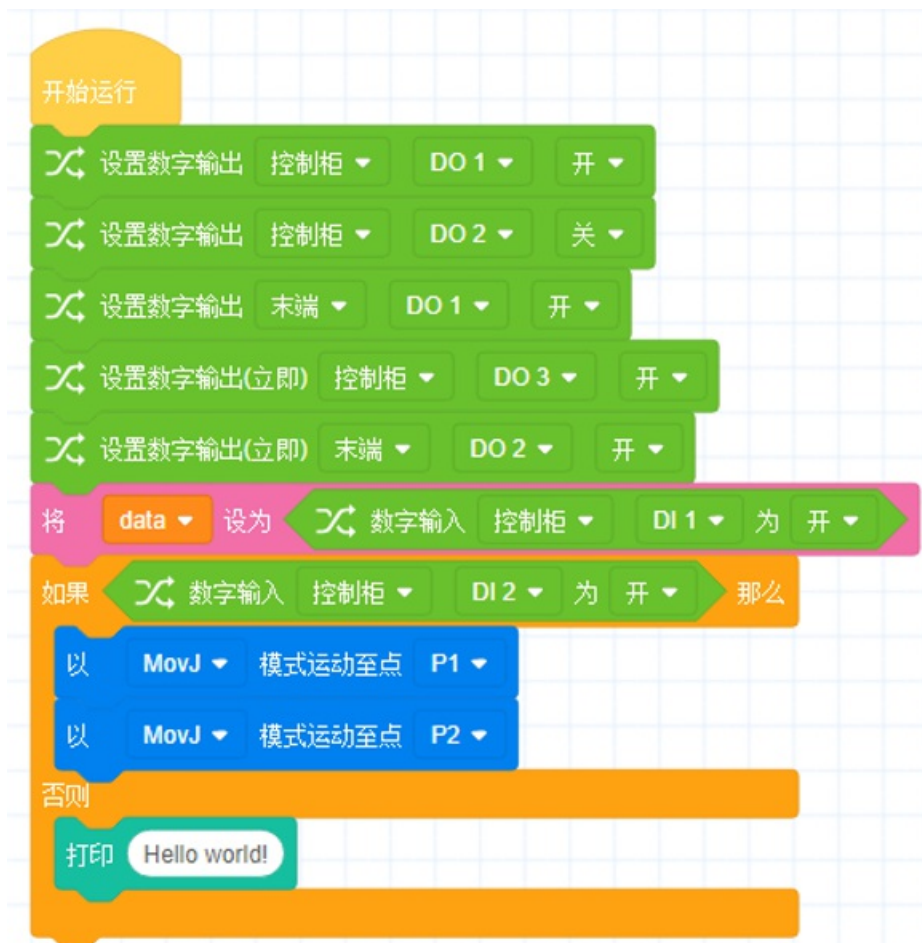 开始运行
设置数字输出 控制柜 DO 1 开
设置数字输出 控制柜 DO 2 关
设置数字输出 末端 DO 1 开
设置数字输出(立即) 控制柜 DO 3 开
设置数字输出(立即) 末端 DO 2 开
将 data 设为 数字输入 控制柜 DI 1 为 开
如果 数字输入 控制柜 DI 2 为 开 那么
以 MovJ 模式运动至点 P1
以 MovJ 模式运动至点 P2
否则
打印 Hello world!